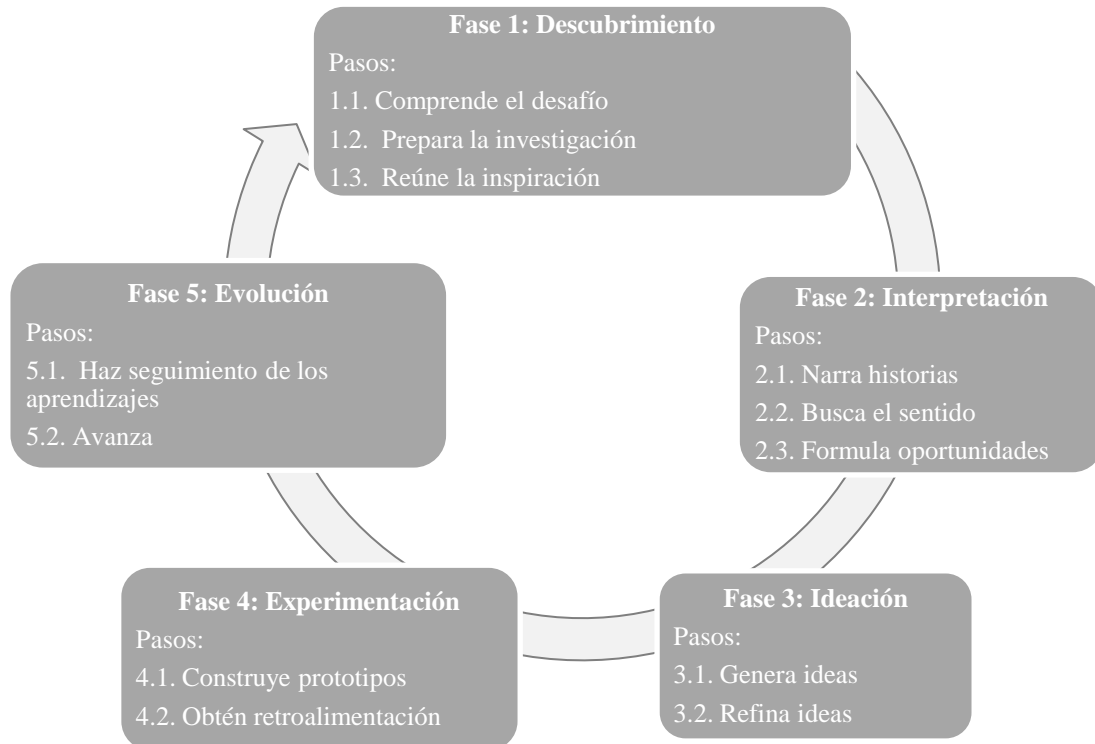 Fase 1: Descubrimiento
Pasos:
1.1. Comprende el desafío
1.2. Prepara la investigación
1.3. Reúne la inspiración
Fase 2: Interpretación
Pasos:
2.1. Narra historias
2.2. Busca el sentido
2.3. Formula oportunidades
Fase 3: Ideación
Pasos:
3.1. Genera ideas
3.2. Refina ideas
Fase 4: Experimentación
Pasos:
4.1. Construye prototipos
4.2. Obtén retroalimentación
Fase 5: Evolución
Pasos:
5.1. Haz seguimiento de los
aprendizajes
5.2. Avanza